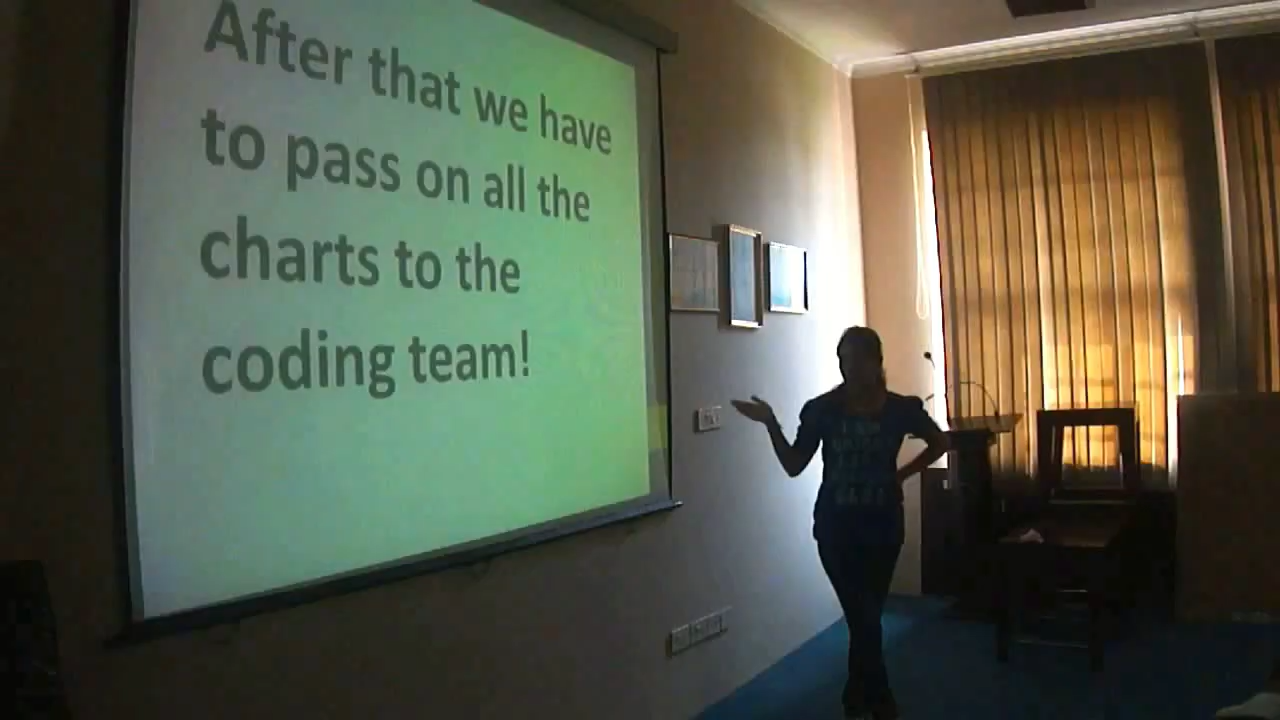 After that we have
to pass on all the
charts to the
coding team!